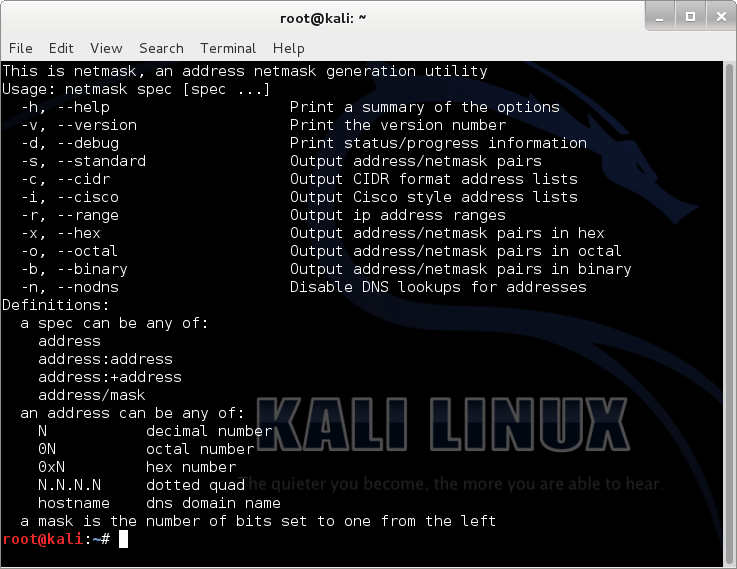 root@kali: ~
File Edit View Search Terminal Help
This is netmask, an address netmask generation utility
Usage: netmask spec [spec ...]
-h, --help Print a summary of the options
-v, --version Print the version number
-d, --debug Print status/progress information
-s, --standard Output address/netmask pairs
-c, --cidr Output CIDR format address lists
-i, --cisco Output Cisco style address lists
-r, --range Output ip address ranges
-x, --hex Output address/netmask pairs in hex
-o, --octal Output address/netmask pairs in octal
-b, --binary Output address/netmask pairs in binary
-n, --nodns Disable DNS lookups for addresses
Definitions:
a spec can be any of:
address
address:address
address:+address
address/mask
an address can be any of:
N decimal number
0N octal number
0xN hex number
N.N.N.N dotted quad
hostname dns domain name
a mask is the number of bits set to one from the left
root@kali:~#
KALI LINUX
The quieter you become, the more you are able to hear.